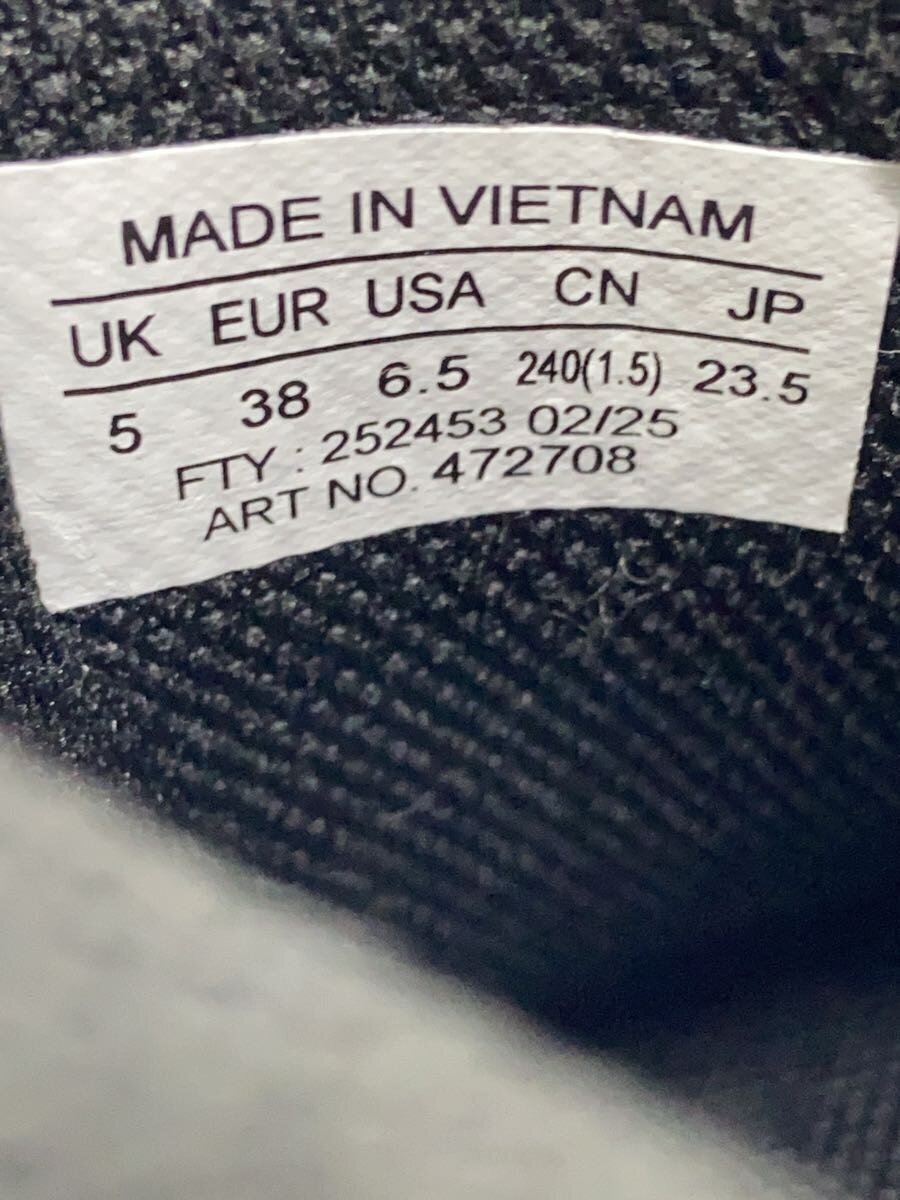 MADE IN VIETNAM
UK EUR USA CN JP
5 38 6.5 240(1.5) 23.5
FTY : 252453 02/25
ART NO. 472708